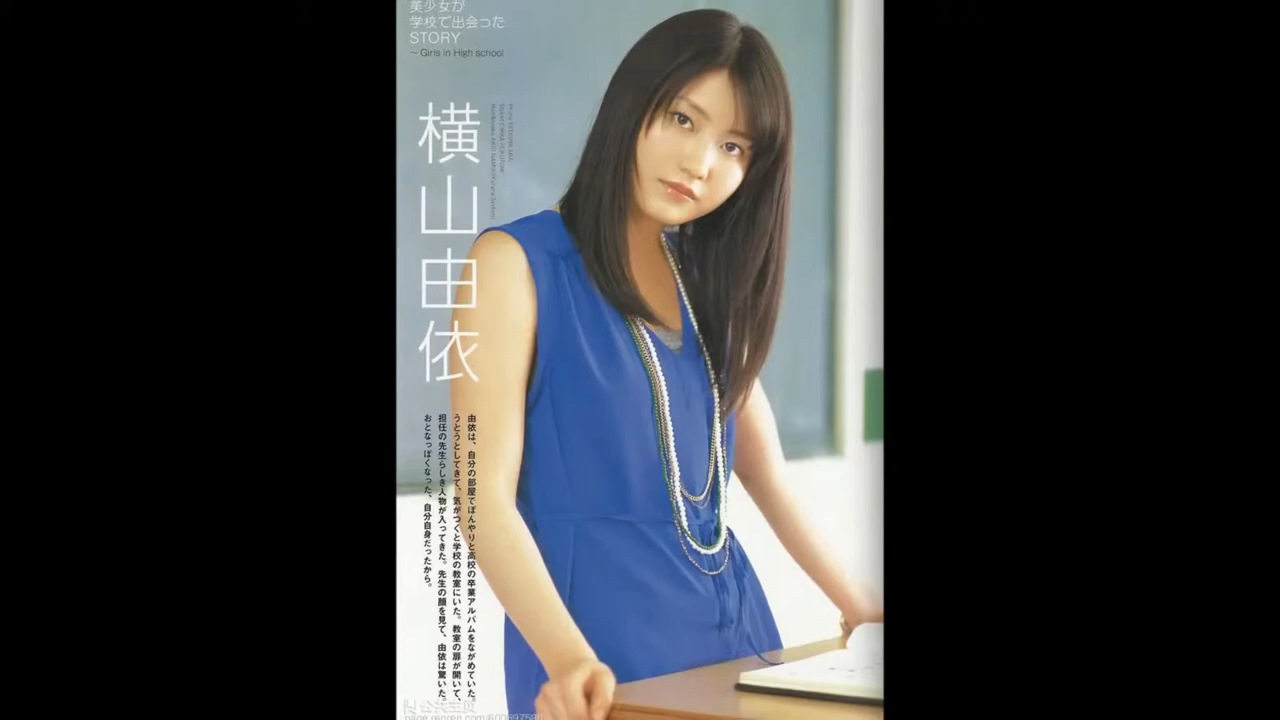 美少女が
学校で出会った
STORY
～ Girls in High school
横山由依
由依は、自分の部屋でぼんやりと高校の卒業アルバムをながめていた。
うとうとしてきて、気がつくと学校の教室にいた。教室の扉が開いて、
担任の先生らしき人物が入ってきた。先生の顔を見て、由依は驚いた。
おとなっぽくなった、自分自身だったから。